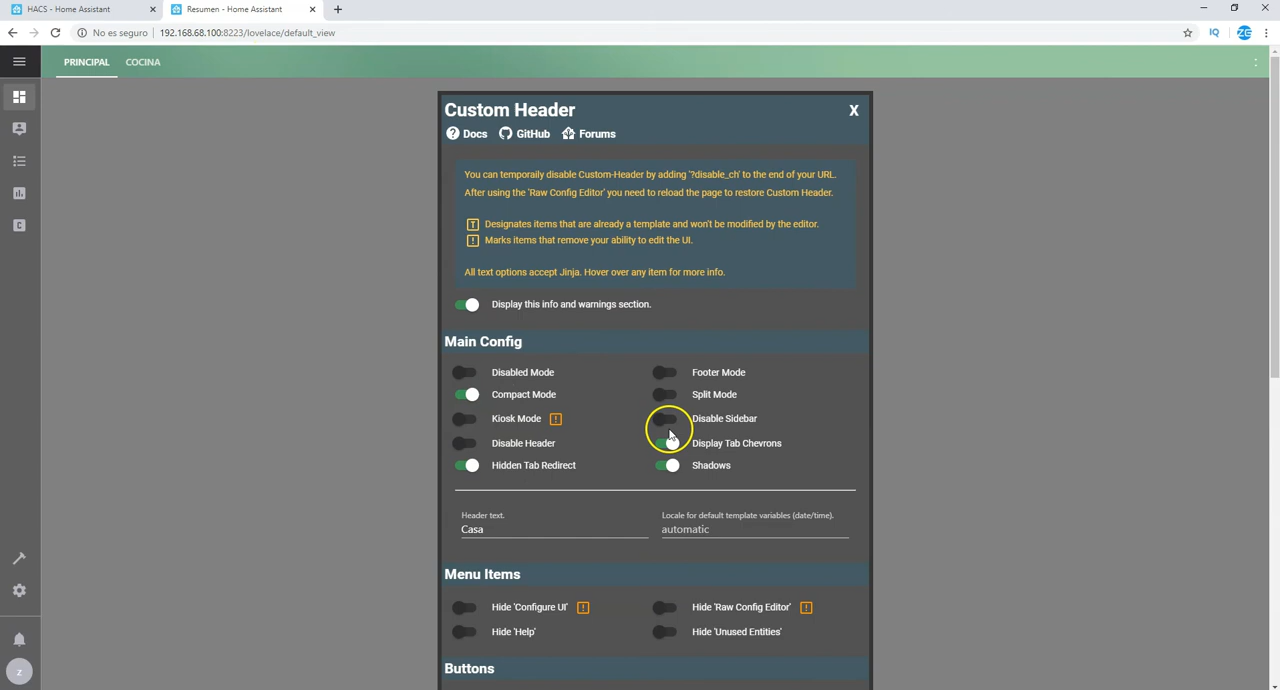 HACS - Home Assistant
Resumen - Home Assistant
No es seguro
192.168.68.100:8223/lovelace/default_view
IQ
ZG
PRINCIPAL
COCINA
Custom Header
X
? Docs
GitHub
Forums
You can temporaily disable Custom-Header by adding '?disable_ch' to the end of your URL.
After using the 'Raw Config Editor' you need to reload the page to restore Custom Header.
T Designates items that are already a template and won't be modified by the editor.
! Marks items that remove your ability to edit the UI.
All text options accept Jinja. Hover over any item for more info.
Display this info and warnings section.
Main Config
Disabled Mode
Footer Mode
Compact Mode
Split Mode
Kiosk Mode !
Disable Sidebar
Disable Header
Display Tab Chevrons
Hidden Tab Redirect
Shadows
Header text.
Locale for default template variables (date/time).
Casa
automatic
Menu Items
Hide 'Configure UI' !
Hide 'Raw Config Editor' !
Hide 'Help'
Hide 'Unused Entities'
Buttons
z